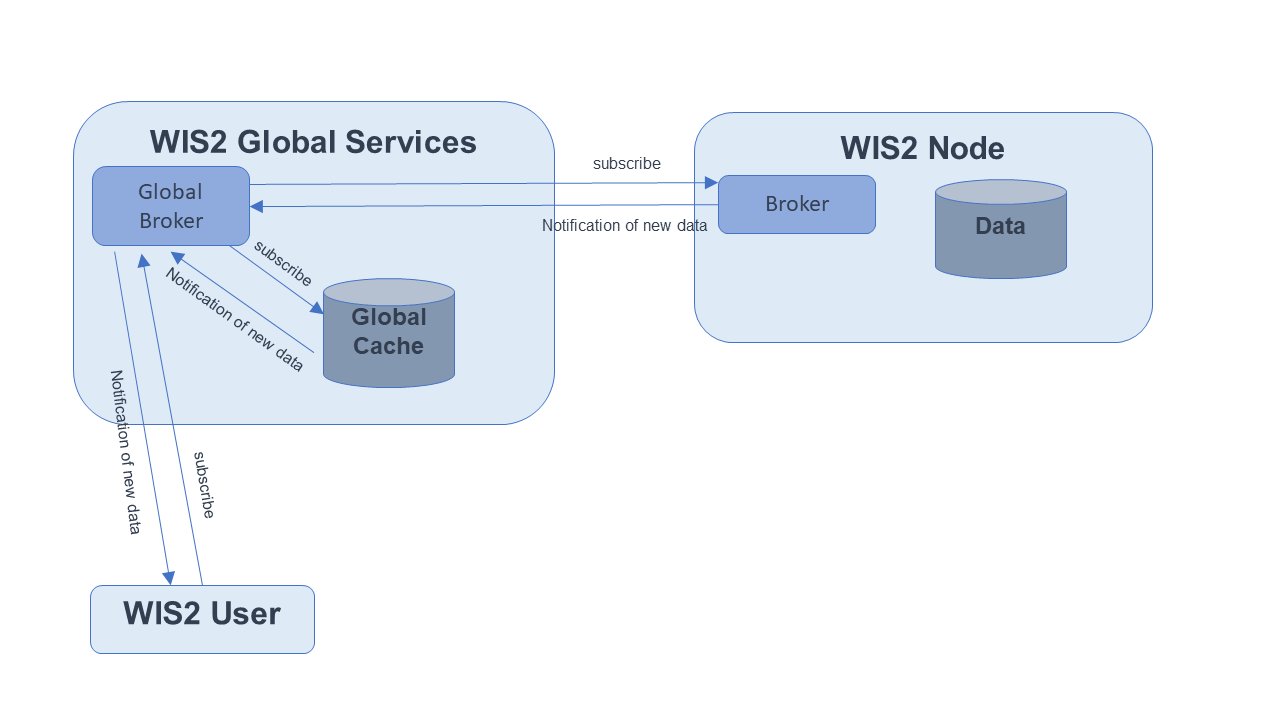 WIS2 Global Services
Global
Broker
subscribe
Notification of new data
Global
Cache
subscribe
Notification of new data
WIS2 Node
Broker
Data
Notification of new data
subscribe
WIS2 User